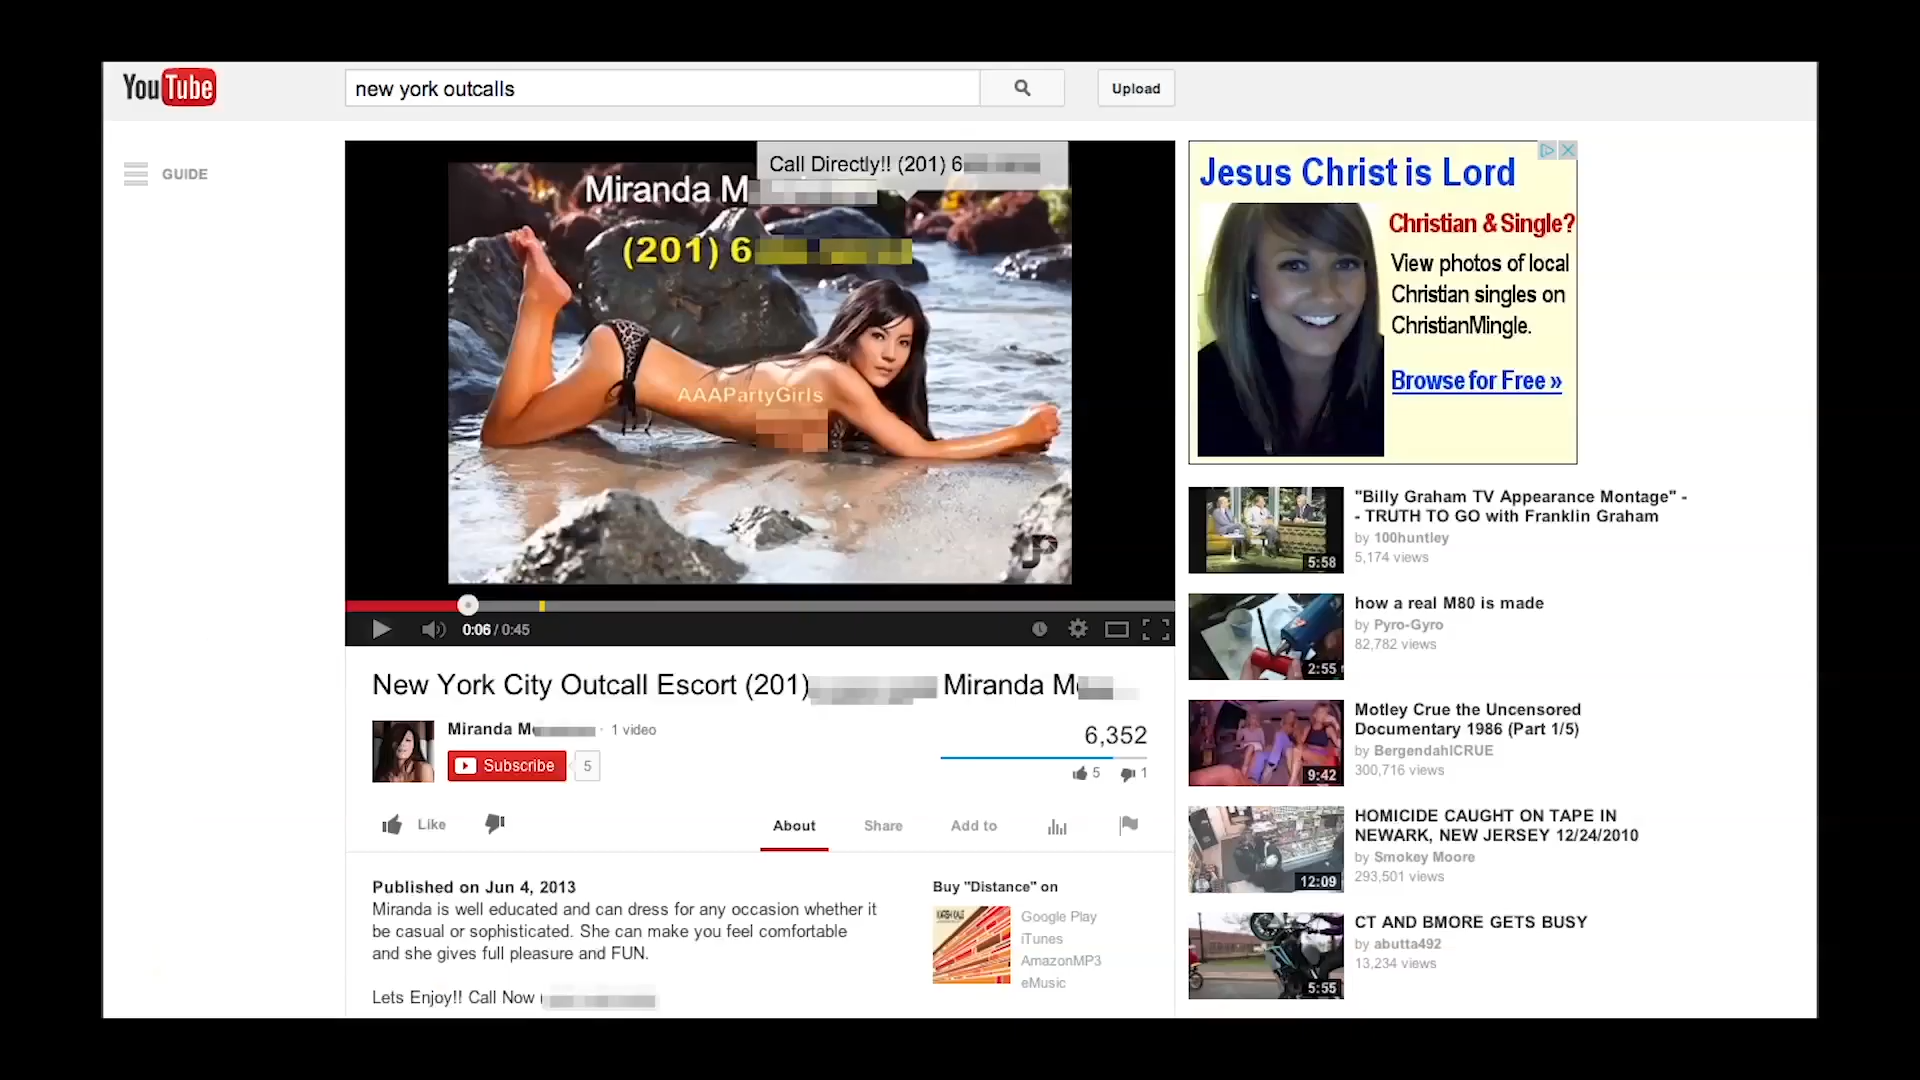 YouTube
new york outcalls
Upload
GUIDE
Call Directly!! (201) 6
Miranda M
(201) 6
AAAPartyGirls
JP
0:06 / 0:45
New York City Outcall Escort (201) Miranda M
Miranda M · 1 video
Subscribe 5
6,352
5 1
Like
About Share Add to
Published on Jun 4, 2013
Miranda is well educated and can dress for any occasion whether it
be casual or sophisticated. She can make you feel comfortable
and she gives full pleasure and FUN.
Lets Enjoy!! Call Now
Buy "Distance" on
KARSH KALE
Google Play
iTunes
AmazonMP3
eMusic
Jesus Christ is Lord
Christian & Single?
View photos of local
Christian singles on
ChristianMingle.
Browse for Free »
5:58
"Billy Graham TV Appearance Montage" -
- TRUTH TO GO with Franklin Graham
by 100huntley
5,174 views
2:55
how a real M80 is made
by Pyro-Gyro
82,782 views
9:42
Motley Crue the Uncensored
Documentary 1986 (Part 1/5)
by BergendahlCRUE
300,716 views
12:09
HOMICIDE CAUGHT ON TAPE IN
NEWARK, NEW JERSEY 12/24/2010
by Smokey Moore
293,501 views
5:55
CT AND BMORE GETS BUSY
by abutta492
13,234 views